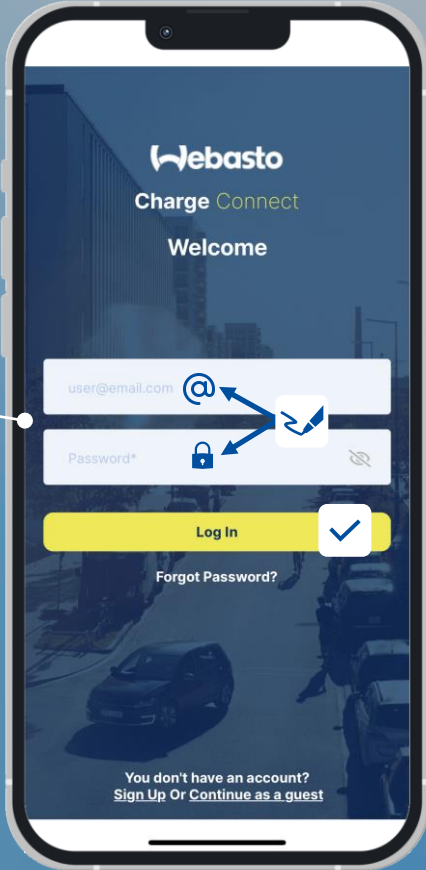 Webasto
Charge Connect
Welcome
user@email.com @
Password*
Log In
Forgot Password?
You don't have an account?
Sign Up Or Continue as a guest